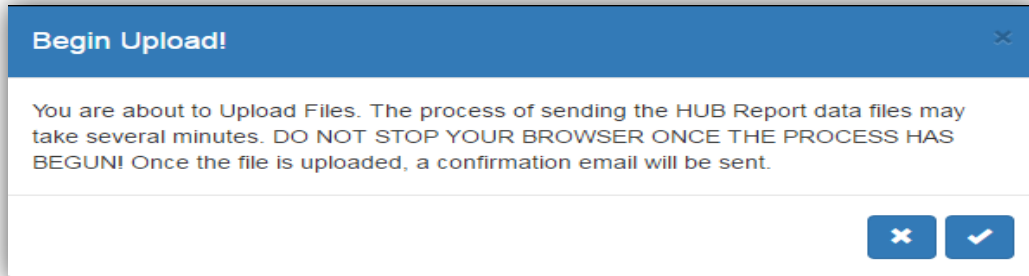 Begin Upload!
You are about to Upload Files. The process of sending the HUB Report data files may
take several minutes. DO NOT STOP YOUR BROWSER ONCE THE PROCESS HAS
BEGUN! Once the file is uploaded, a confirmation email will be sent.